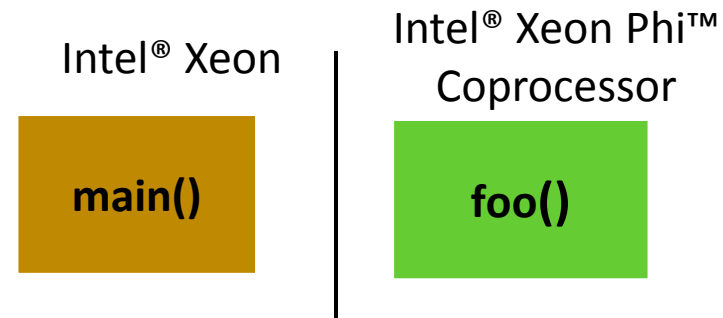 Intel® Xeon
Intel® Xeon Phi™
Coprocessor
main()
foo()